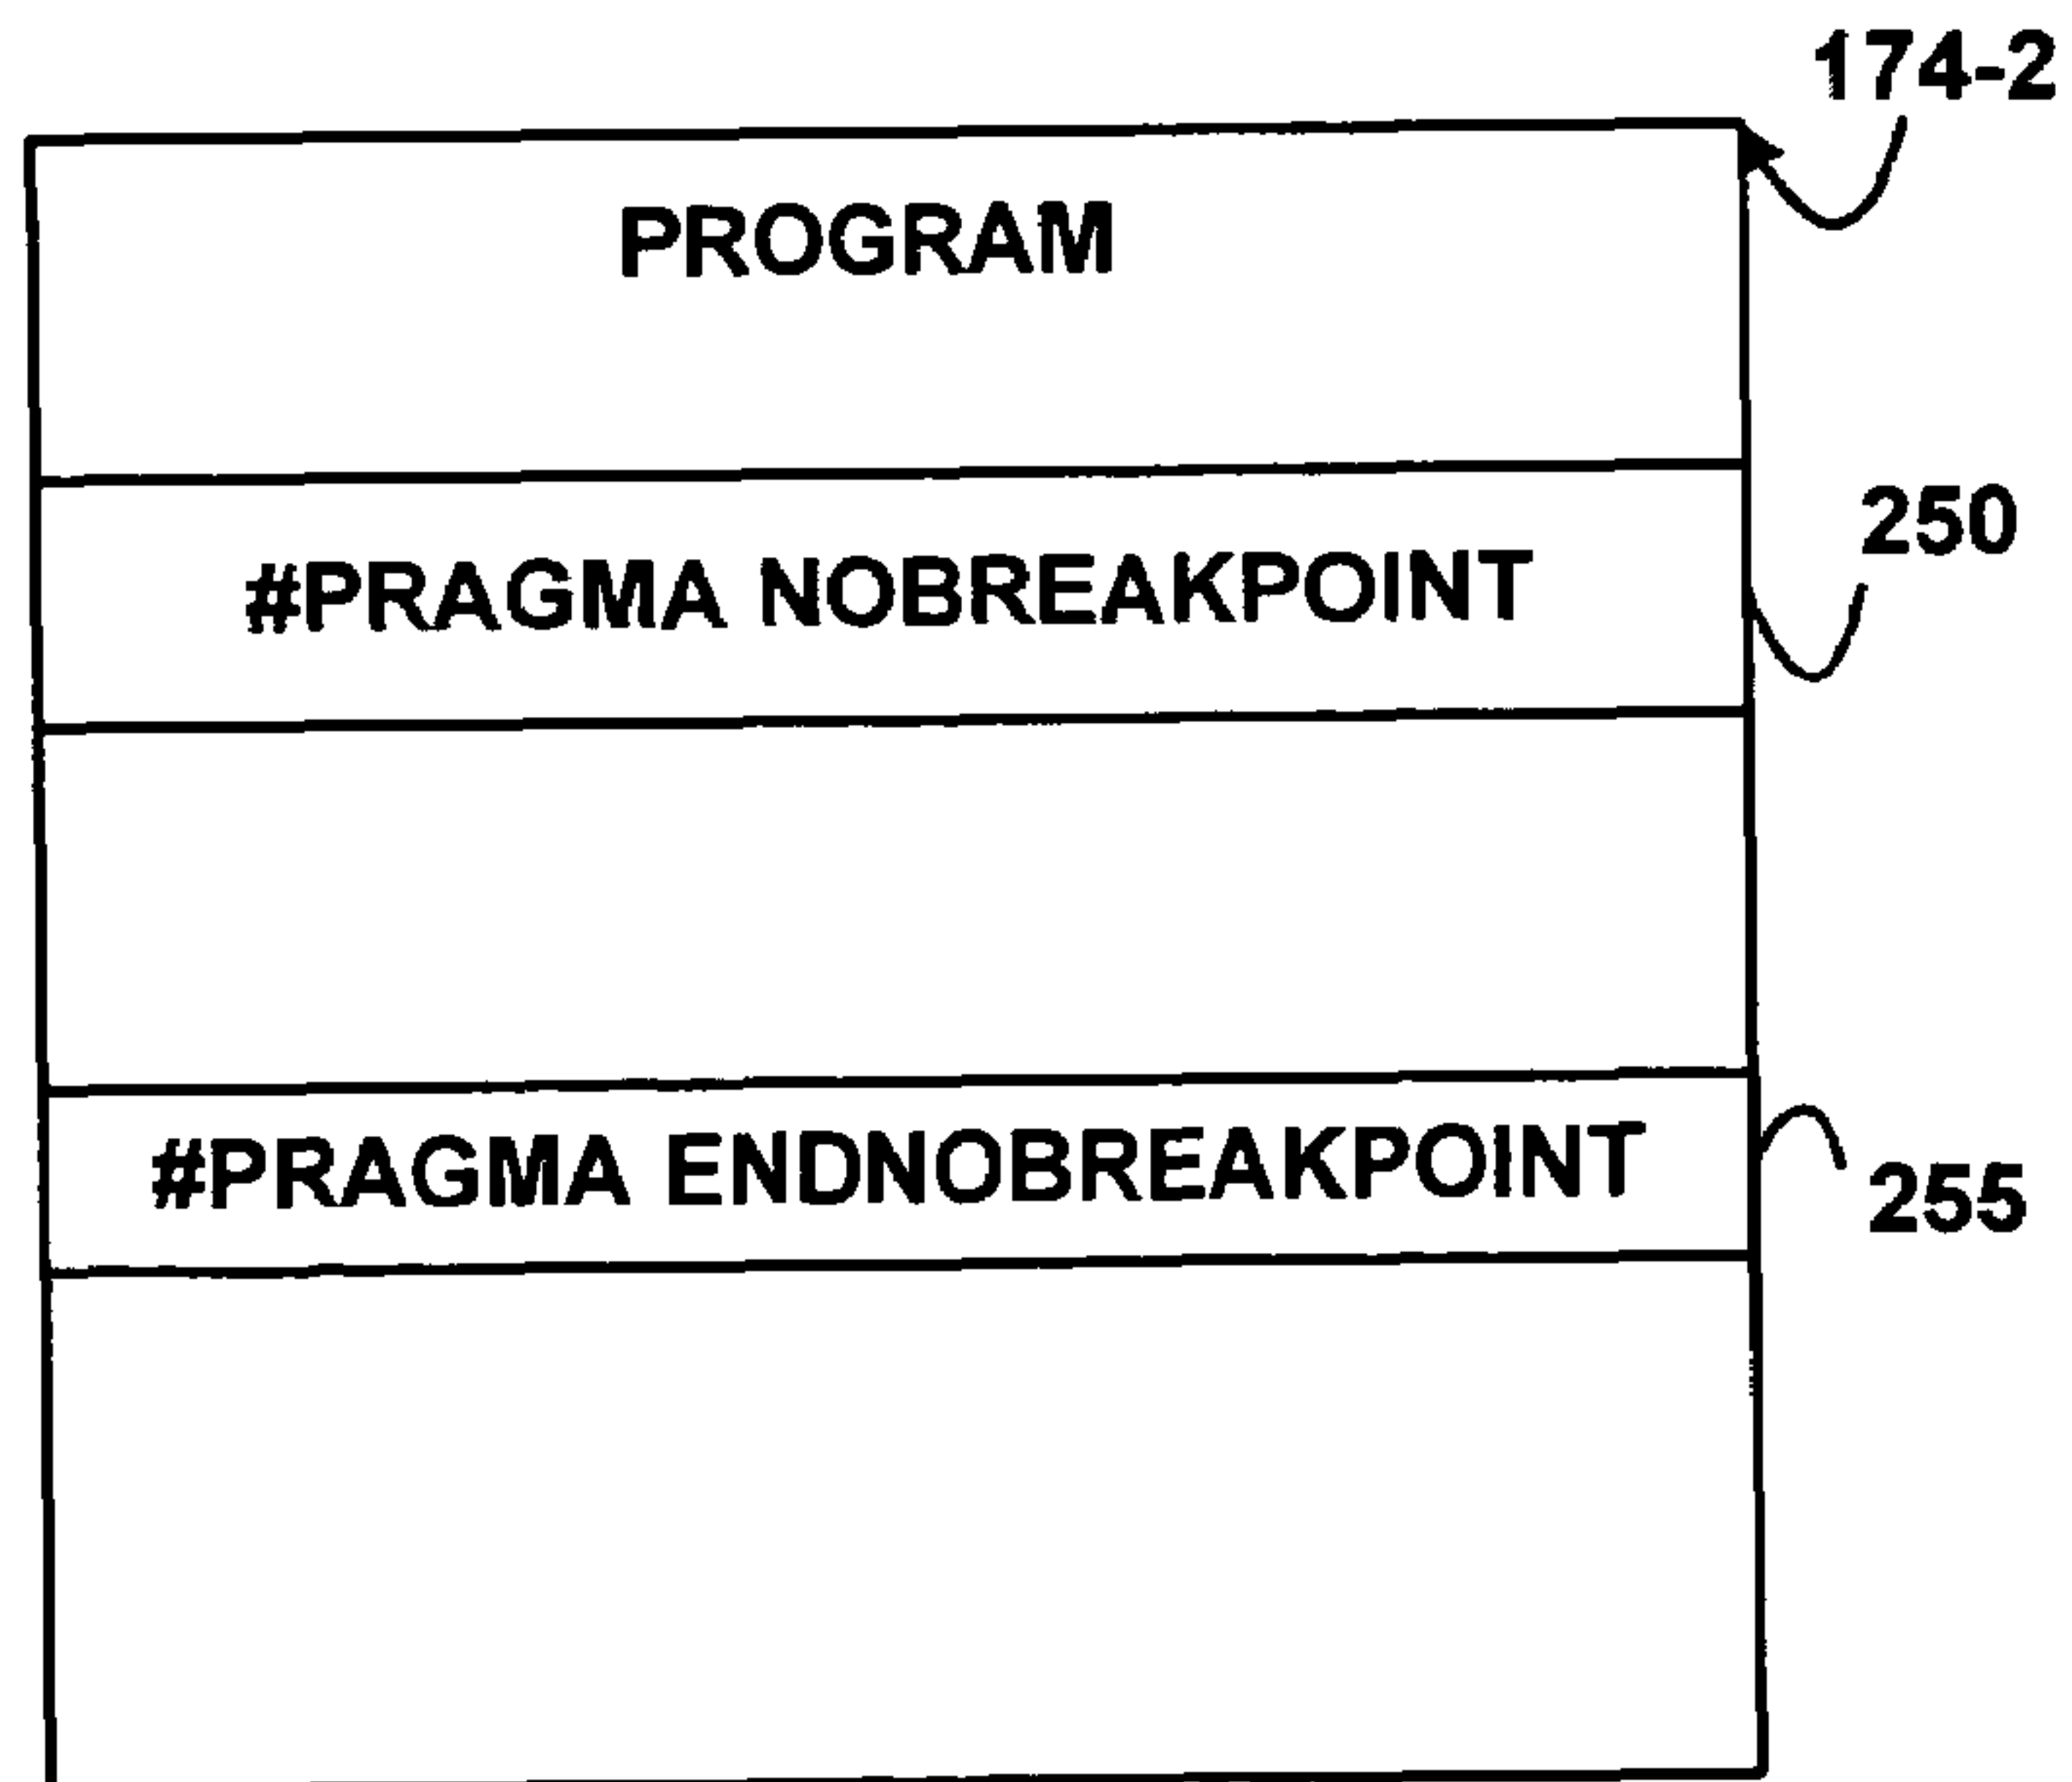 174-2
PROGRAM
250
#PRAGMA NOBREAKPOINT
#PRAGMA ENDNOBREAKPOINT
255